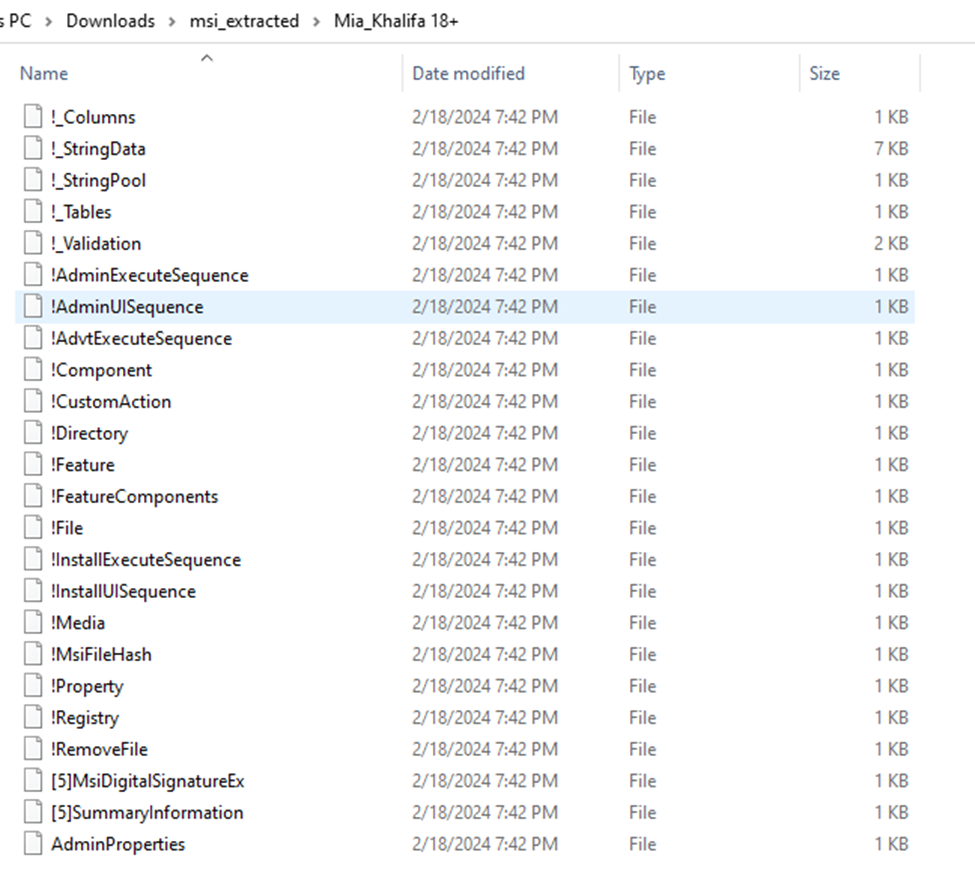 s PC > Downloads > msi_extracted > Mia_Khalifa 18+
Name Date modified Type Size
!_Columns 2/18/2024 7:42 PM File 1 KB
!_StringData 2/18/2024 7:42 PM File 7 KB
!_StringPool 2/18/2024 7:42 PM File 1 KB
!_Tables 2/18/2024 7:42 PM File 1 KB
!_Validation 2/18/2024 7:42 PM File 2 KB
!AdminExecuteSequence 2/18/2024 7:42 PM File 1 KB
!AdminUISequence 2/18/2024 7:42 PM File 1 KB
!AdvtExecuteSequence 2/18/2024 7:42 PM File 1 KB
!Component 2/18/2024 7:42 PM File 1 KB
!CustomAction 2/18/2024 7:42 PM File 1 KB
!Directory 2/18/2024 7:42 PM File 1 KB
!Feature 2/18/2024 7:42 PM File 1 KB
!FeatureComponents 2/18/2024 7:42 PM File 1 KB
!File 2/18/2024 7:42 PM File 1 KB
!InstallExecuteSequence 2/18/2024 7:42 PM File 1 KB
!InstallUISequence 2/18/2024 7:42 PM File 1 KB
!Media 2/18/2024 7:42 PM File 1 KB
!MsiFileHash 2/18/2024 7:42 PM File 1 KB
!Property 2/18/2024 7:42 PM File 1 KB
!Registry 2/18/2024 7:42 PM File 1 KB
!RemoveFile 2/18/2024 7:42 PM File 1 KB
[5]MsiDigitalSignatureEx 2/18/2024 7:42 PM File 1 KB
[5]SummaryInformation 2/18/2024 7:42 PM File 1 KB
AdminProperties 2/18/2024 7:42 PM File 1 KB